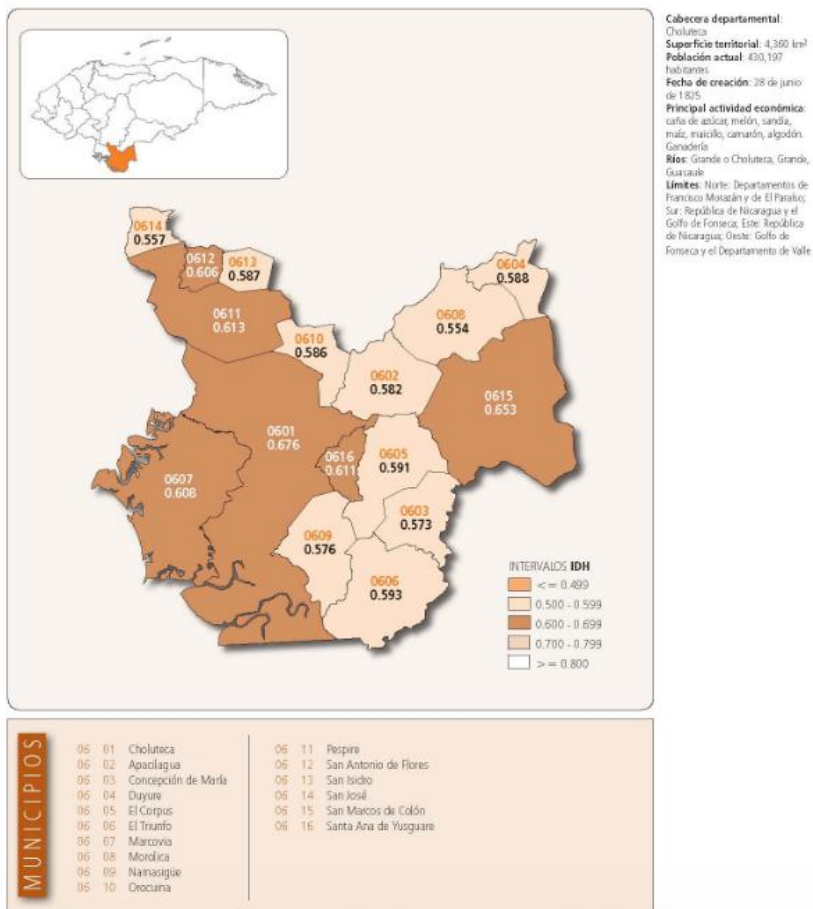 Cabecera departamental:
Choluteca
Superficie territorial: 4,360 km²
Población actual: 430,197
habitantes
Fecha de creación: 28 de junio
de 1825
Principal actividad económica:
caña de azúcar, melón, sandía,
maíz, maicillo, camarón, algodón.
Ganadería
Ríos: Grande o Choluteca, Grande,
Guasaule
Límites: Norte: Departamentos de
Francisco Morazán y de El Paraíso;
Sur: República de Nicaragua y el
Golfo de Fonseca; Este: República
de Nicaragua; Oeste: Golfo de
Fonseca y el Departamento de Valle
0614
0.557
0612
0.606
0613
0.587
0604
0.588
0611
0.613
0608
0.554
0610
0.586
0602
0.582
0615
0.653
0601
0.676
0616
0.611
0605
0.591
0607
0.608
0603
0.573
0609
0.576
0606
0.593
INTERVALOS IDH
<= 0.499
0.500 - 0.599
0.600 - 0.699
0.700 - 0.799
>= 0.800
MUNICIPIOS
06 01 Choluteca
06 02 Apacilagua
06 03 Concepción de María
06 04 Duyure
06 05 El Corpus
06 06 El Triunfo
06 07 Marcovia
06 08 Morolica
06 09 Namasigüe
06 10 Orocuina
06 11 Pespire
06 12 San Antonio de Flores
06 13 San Isidro
06 14 San José
06 15 San Marcos de Colón
06 16 Santa Ana de Yusguare